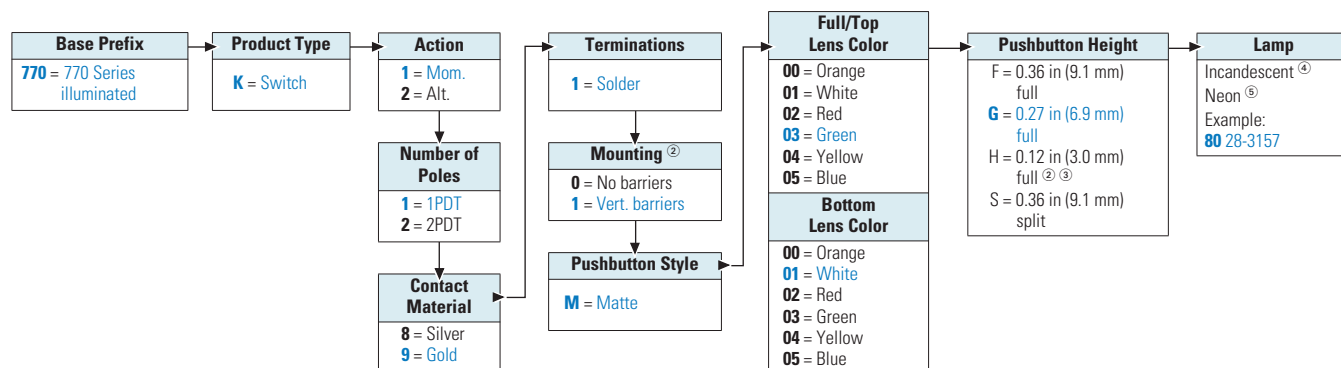 Base Prefix
770 = 770 Series
illuminated
Product Type
K = Switch
Action
1 = Mom.
2 = Alt.
Number of
Poles
1 = 1PDT
2 = 2PDT
Contact
Material
8 = Silver
9 = Gold
Terminations
1 = Solder
Mounting ②
0 = No barriers
1 = Vert. barriers
Pushbutton Style
M = Matte
Full/Top
Lens Color
00 = Orange
01 = White
02 = Red
03 = Green
04 = Yellow
05 = Blue
Bottom
Lens Color
00 = Orange
01 = White
02 = Red
03 = Green
04 = Yellow
05 = Blue
Pushbutton Height
F = 0.36 in (9.1 mm)
full
G = 0.27 in (6.9 mm)
full
H = 0.12 in (3.0 mm)
full ② ③
S = 0.36 in (9.1 mm)
split
Lamp
Incandescent ④
Neon ⑤
Example:
80 28-3157